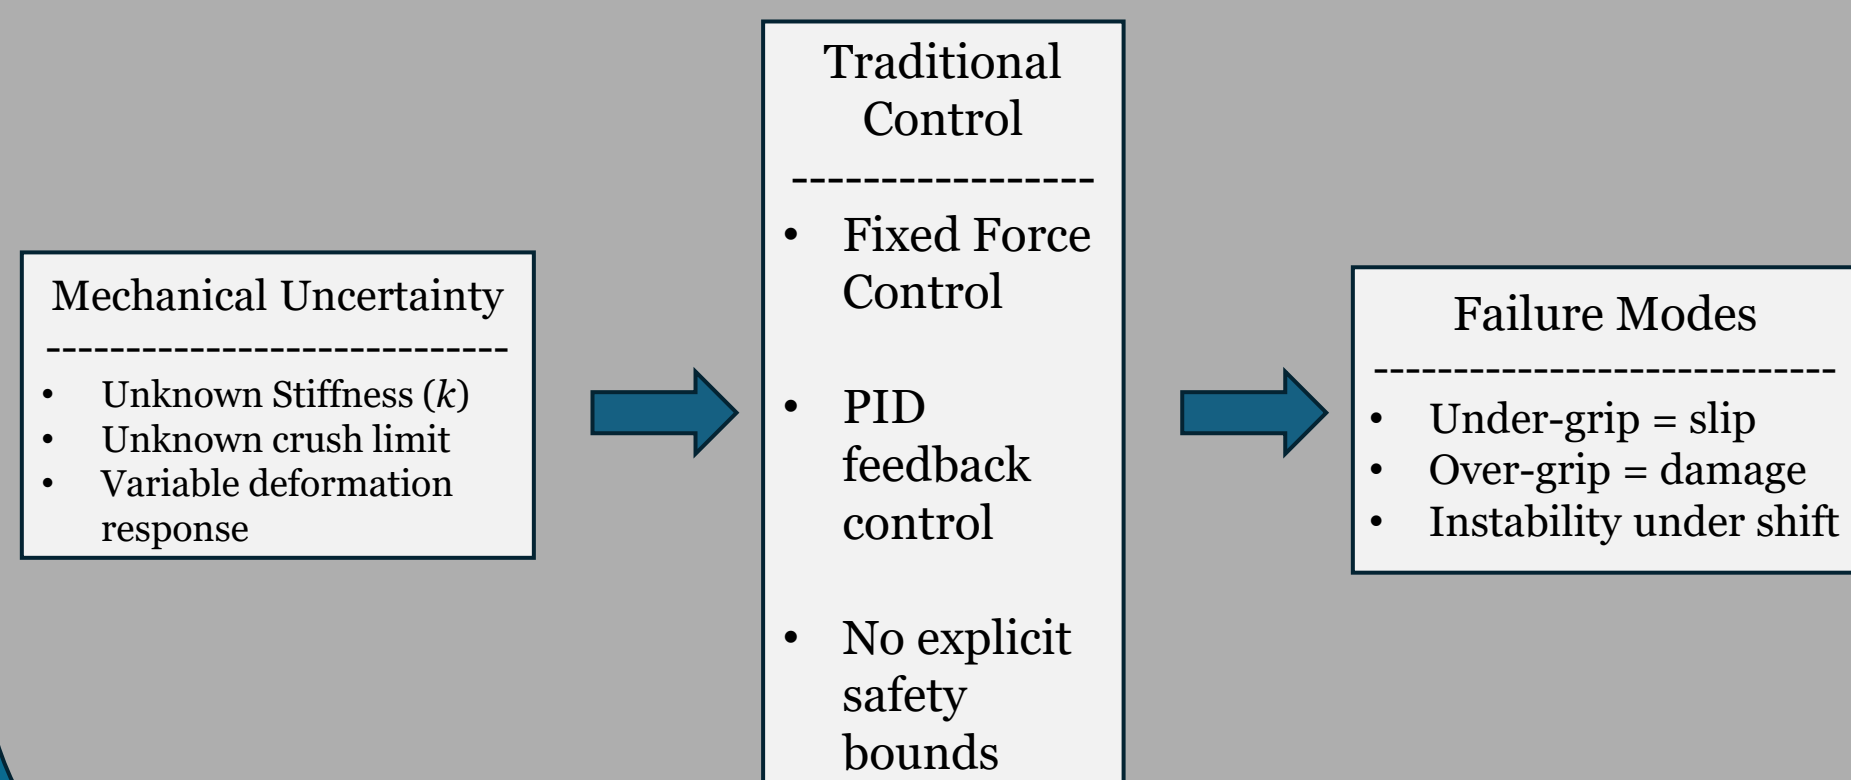 Mechanical Uncertainty
------------------------------
• Unknown Stiffness (k)
• Unknown crush limit
• Variable deformation
response
Traditional
Control
-----------------
• Fixed Force
Control
• PID
feedback
control
• No explicit
safety
bounds
Failure Modes
-----------------------------
• Under-grip = slip
• Over-grip = damage
• Instability under shift